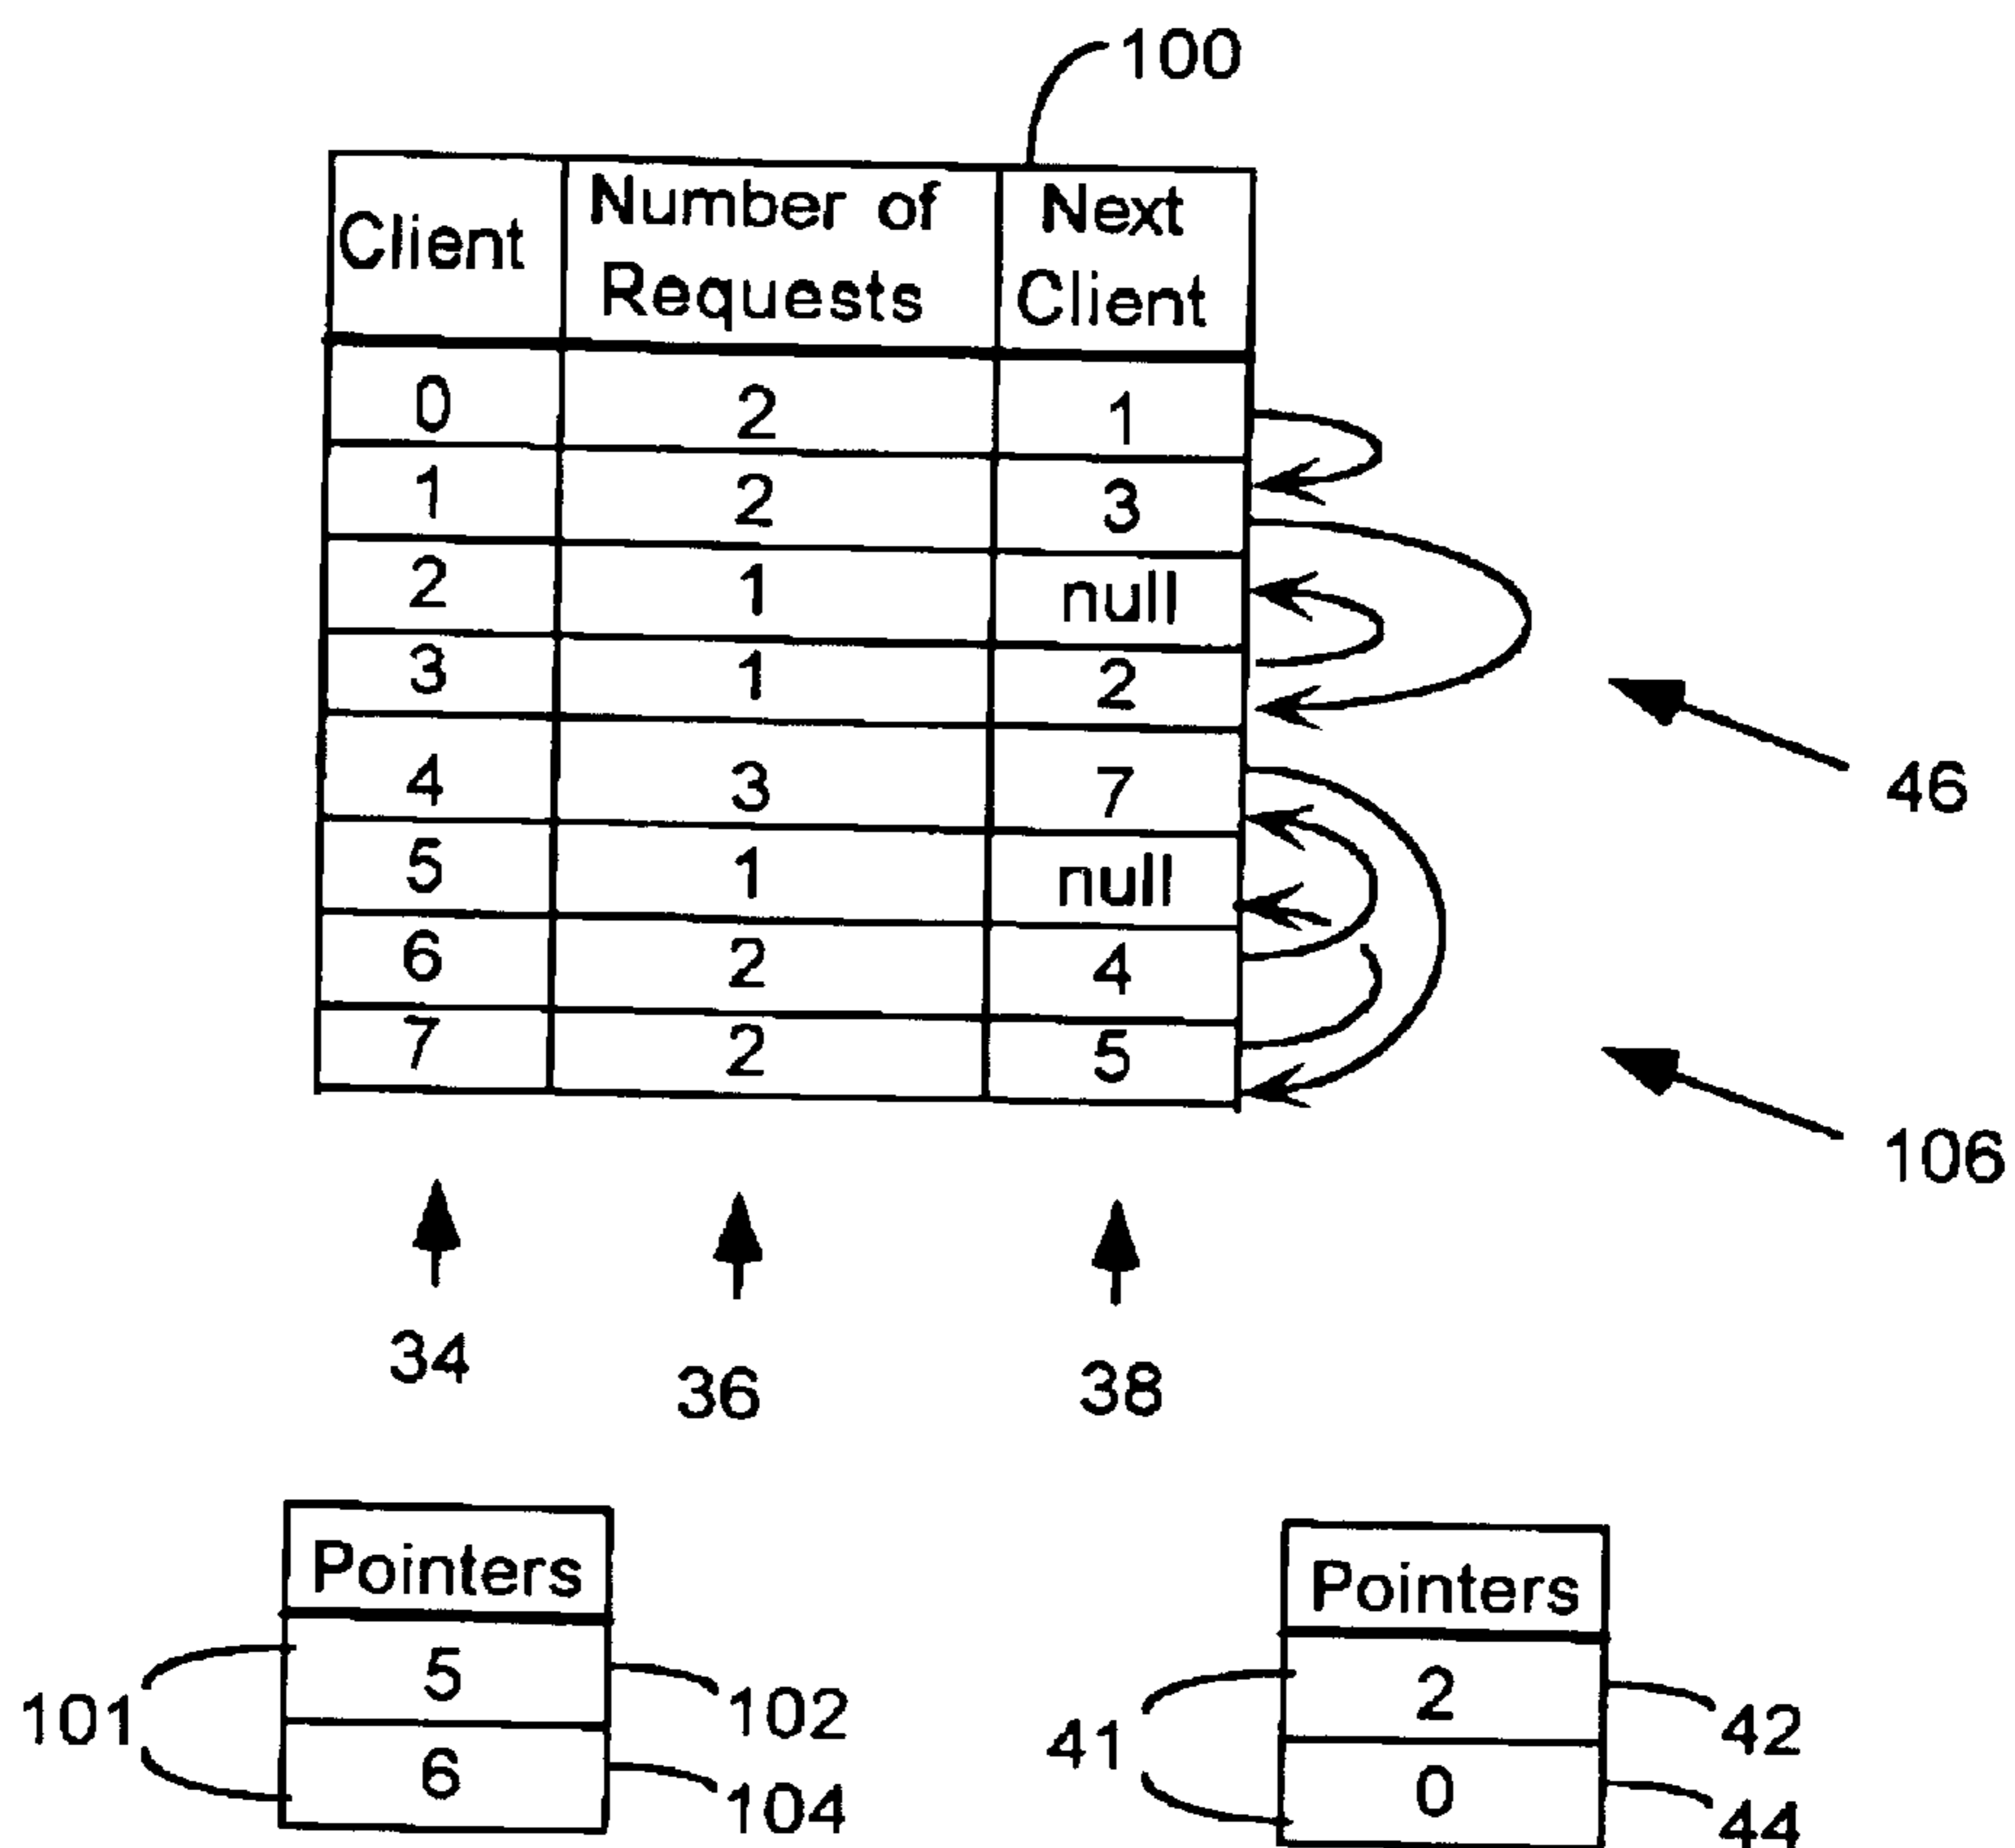 100
Client Number of Requests Next Client
0 2 1
1 2 3
2 1 null
3 1 2
4 3 7
5 1 null
6 2 4
7 2 5
46
106
34 36 38
Pointers
5
6
101
102
104
Pointers
2
0
41
42
44